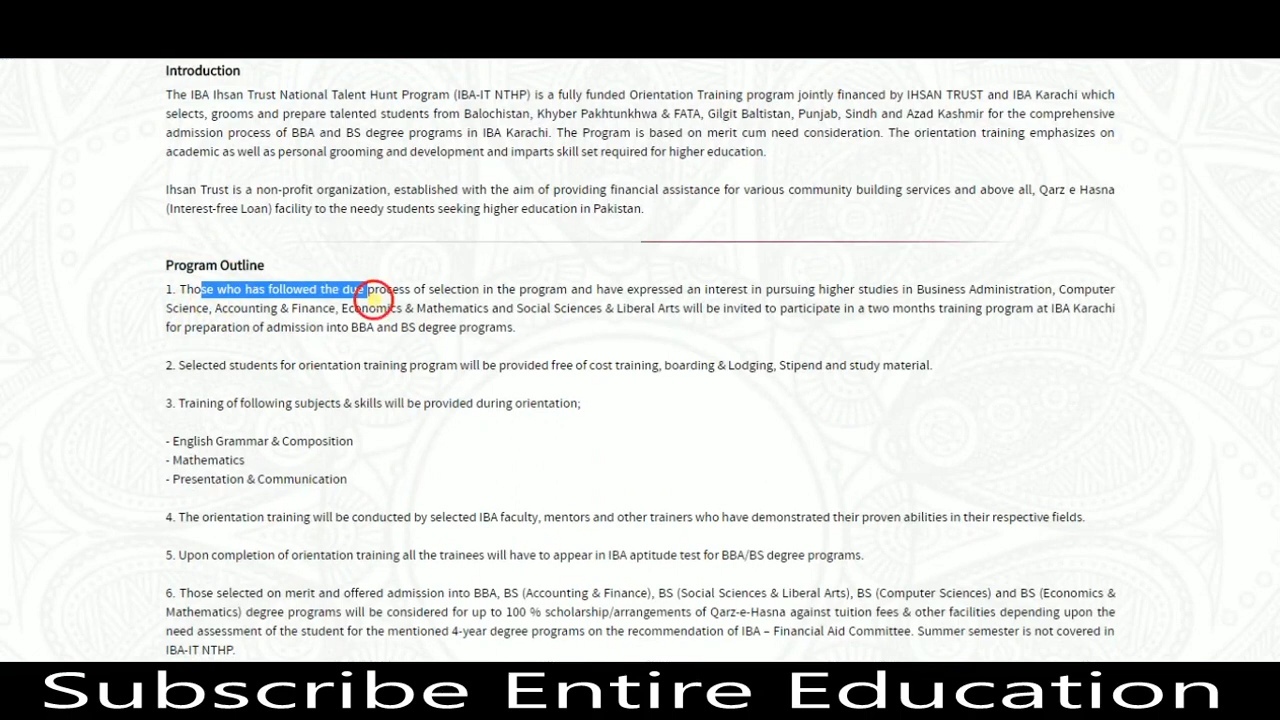 Introduction
The IBA Ihsan Trust National Talent Hunt Program (IBA-IT NTHP) is a fully funded Orientation Training program jointly financed by IHSAN TRUST and IBA Karachi which
selects, grooms and prepare talented students from Balochistan, Khyber Pakhtunkhwa & FATA, Gilgit Baltistan, Punjab, Sindh and Azad Kashmir for the comprehensive
admission process of BBA and BS degree programs in IBA Karachi. The Program is based on merit cum need consideration. The orientation training emphasizes on
academic as well as personal grooming and development and imparts skill set required for higher education.
Ihsan Trust is a non-profit organization, established with the aim of providing financial assistance for various community building services and above all, Qarz e Hasna
(Interest-free Loan) facility to the needy students seeking higher education in Pakistan.
Program Outline
1. Those who has followed the due process of selection in the program and have expressed an interest in pursuing higher studies in Business Administration, Computer
Science, Accounting & Finance, Economics & Mathematics and Social Sciences & Liberal Arts will be invited to participate in a two months training program at IBA Karachi
for preparation of admission into BBA and BS degree programs.
2. Selected students for orientation training program will be provided free of cost training, boarding & Lodging, Stipend and study material.
3. Training of following subjects & skills will be provided during orientation;
- English Grammar & Composition
- Mathematics
- Presentation & Communication
4. The orientation training will be conducted by selected IBA faculty, mentors and other trainers who have demonstrated their proven abilities in their respective fields.
5. Upon completion of orientation training all the trainees will have to appear in IBA aptitude test for BBA/BS degree programs.
6. Those selected on merit and offered admission into BBA, BS (Accounting & Finance), BS (Social Sciences & Liberal Arts), BS (Computer Sciences) and BS (Economics &
Mathematics) degree programs will be considered for up to 100 % scholarship/arrangements of Qarz-e-Hasna against tuition fees & other facilities depending upon the
need assessment of the student for the mentioned 4-year degree programs on the recommendation of IBA – Financial Aid Committee. Summer semester is not covered in
IBA-IT NTHP.
Subscribe Entire Education